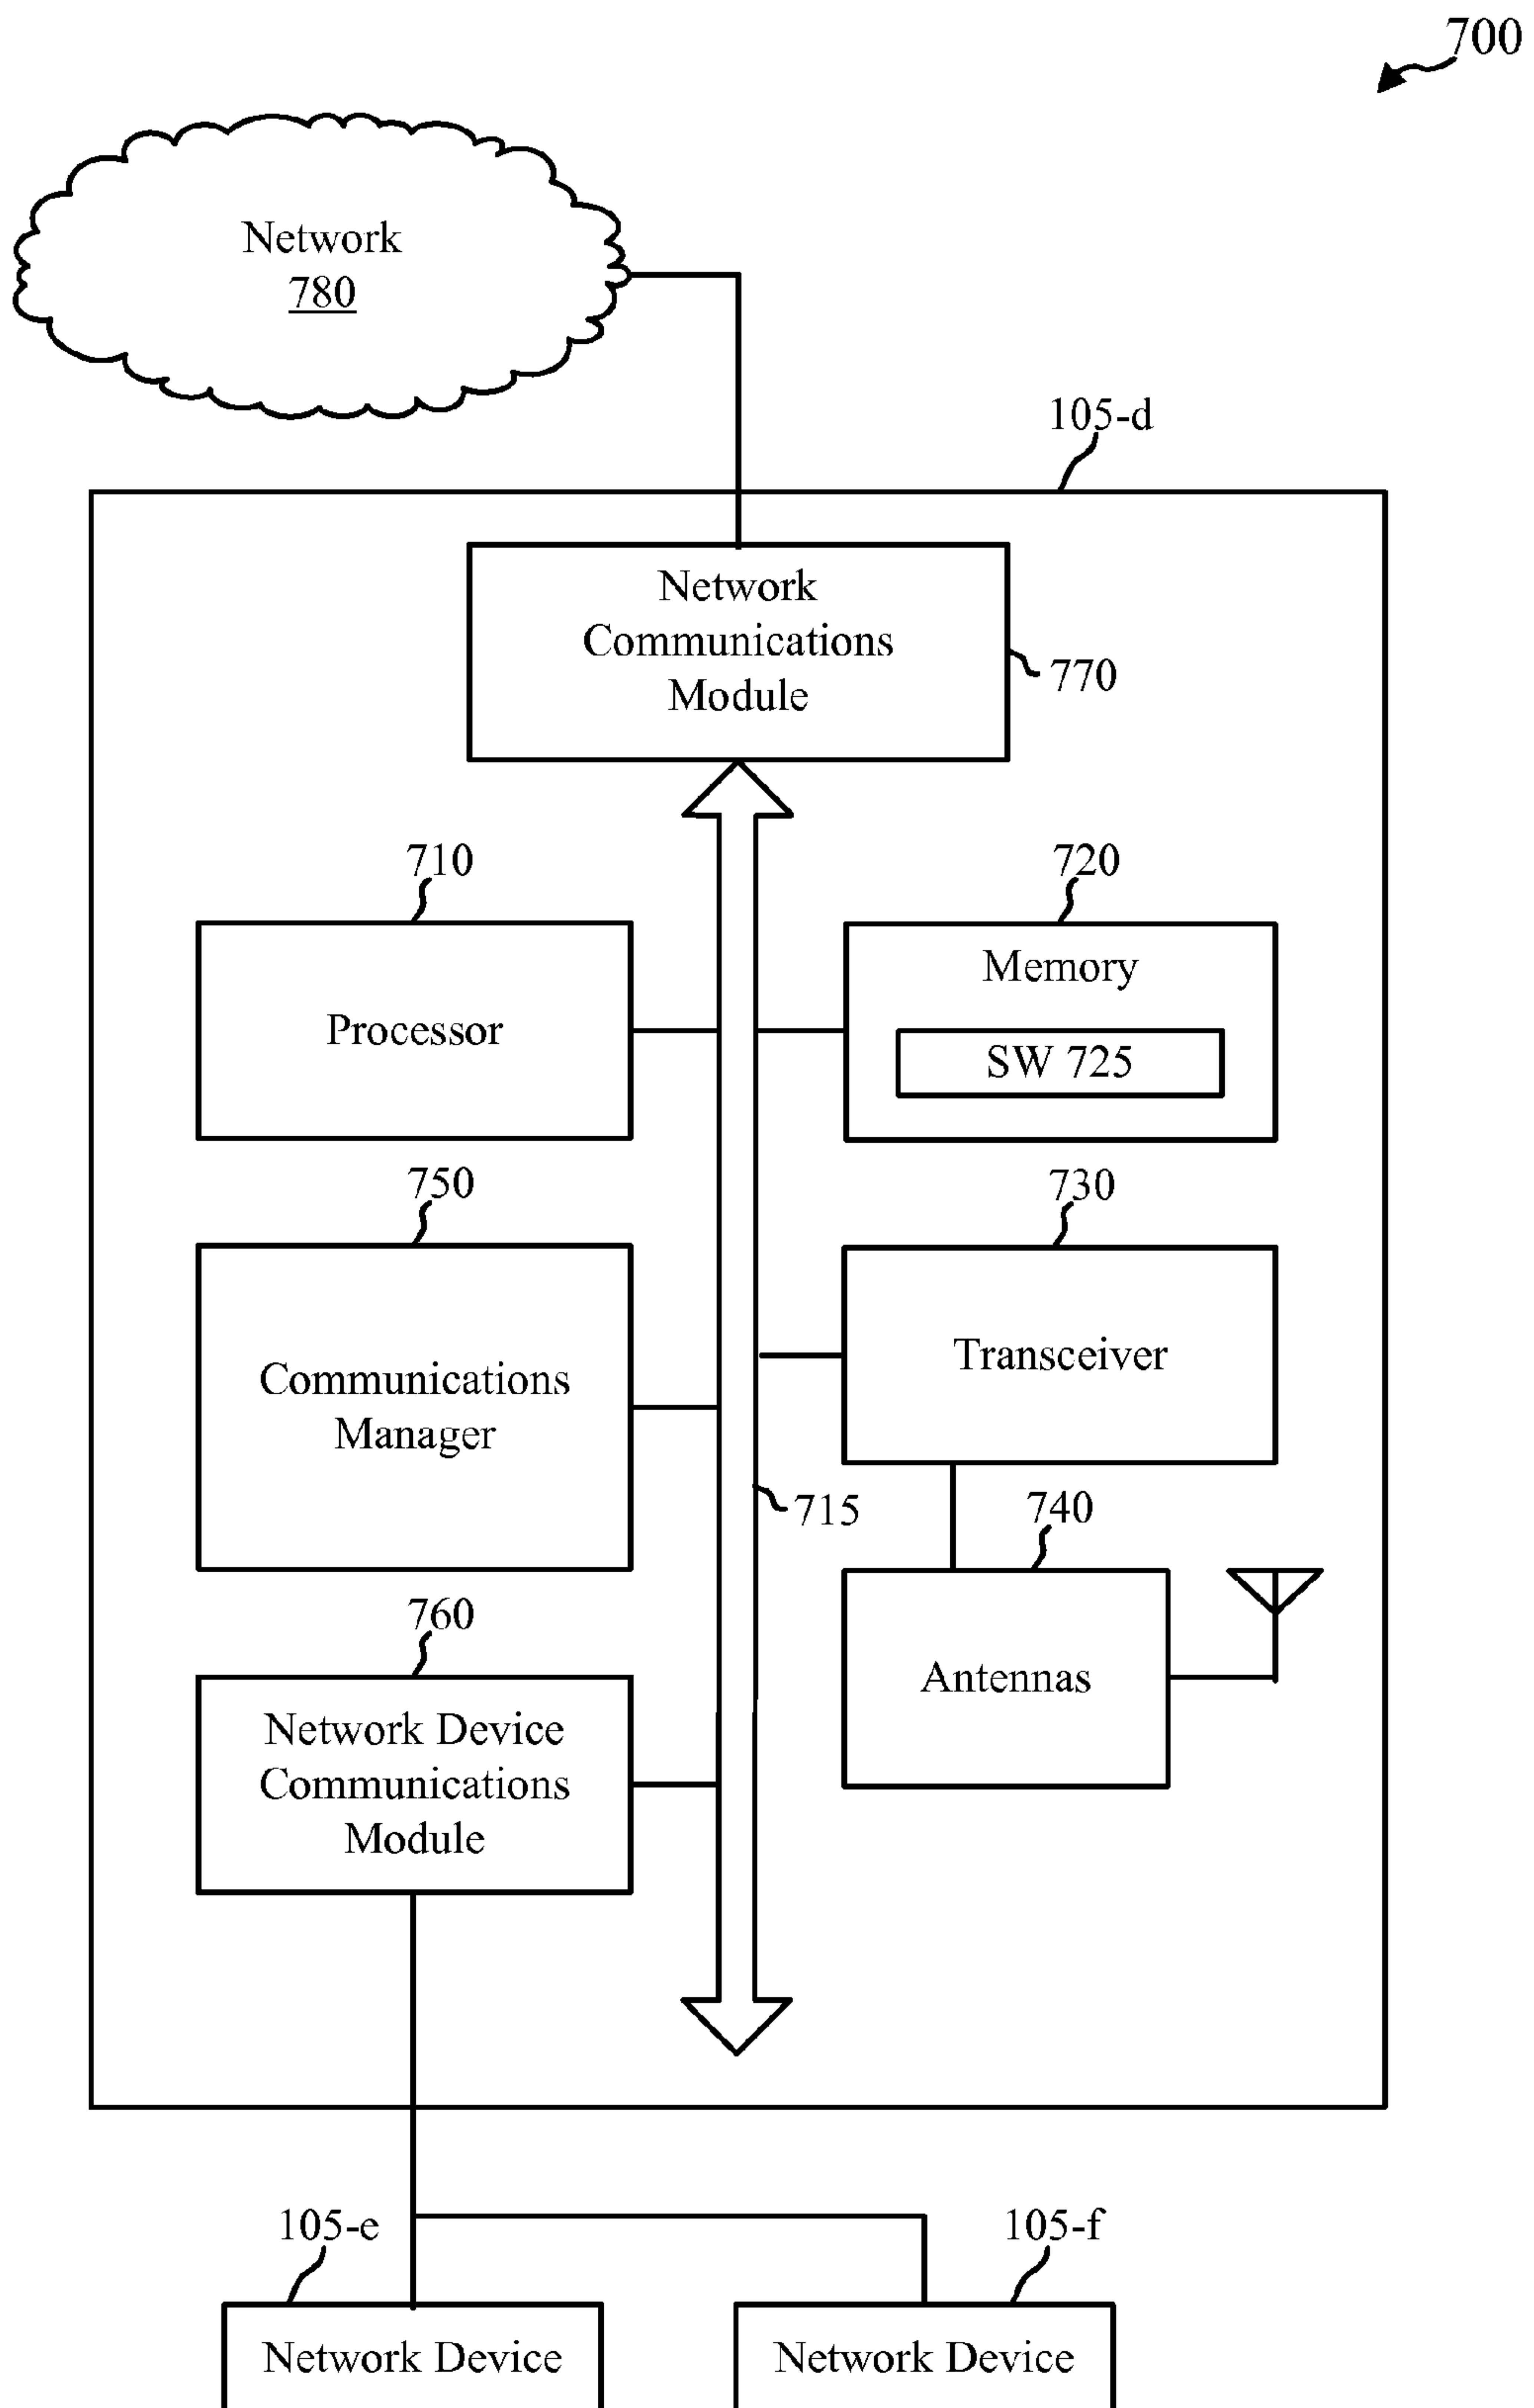 700
Network
780
105-d
Network
Communications
Module
770
710
720
Processor
Memory
SW 725
750
730
Communications
Manager
Transceiver
715
740
760
Antennas
Network Device
Communications
Module
105-e
105-f
Network Device
Network Device